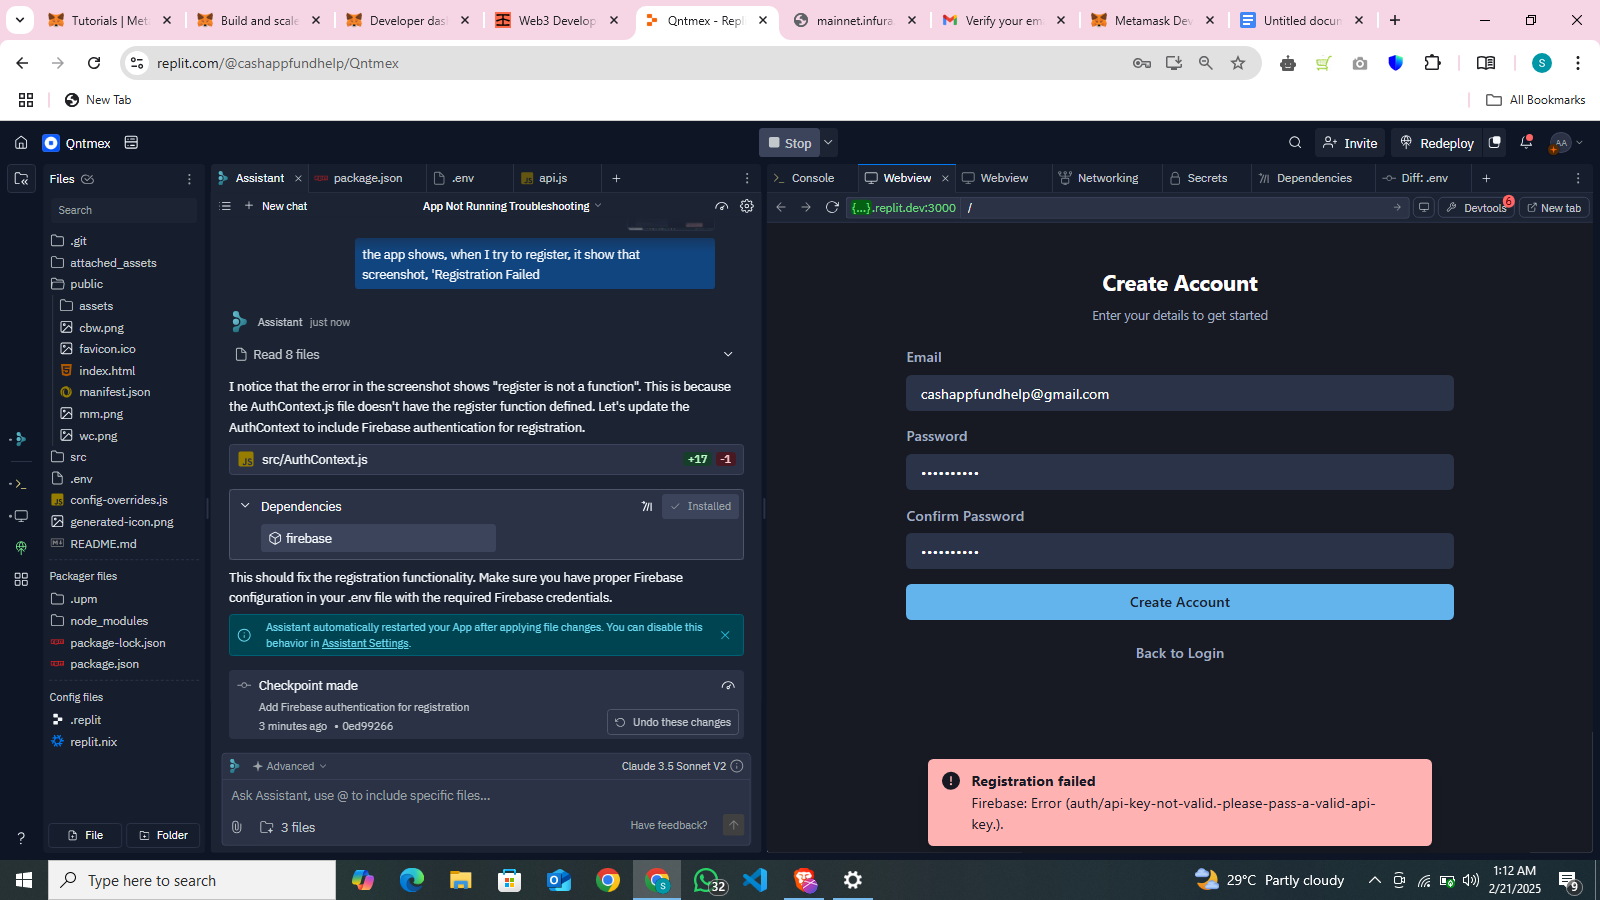 Tutorials | Meta
Build and scale
Developer dash
Web3 Develop
Qntmex - Repl
mainnet.infura
Verify your ema
Metamask Dev
Untitled docum
replit.com/@cashappfundhelp/Qntmex
S
New Tab
All Bookmarks
Qntmex
Stop
Invite
Redeploy
AA
Files
Assistant
package.json
.env
api.js
Console
Webview
Webview
Networking
Secrets
Dependencies
Diff: .env
Search
New chat
App Not Running Troubleshooting
{...}.replit.dev:3000
/
Devtools
6
New tab
.git
attached_assets
public
assets
cbw.png
favicon.ico
index.html
manifest.json
mm.png
wc.png
src
.env
config-overrides.js
generated-icon.png
README.md
Packager files
.upm
node_modules
package-lock.json
package.json
Config files
.replit
replit.nix
File
Folder
the app shows, when I try to register, it show that
screenshot, 'Registration Failed
Assistant just now
Read 8 files
I notice that the error in the screenshot shows "register is not a function". This is because
the AuthContext.js file doesn't have the register function defined. Let's update the
AuthContext to include Firebase authentication for registration.
JS src/AuthContext.js +17 -1
Dependencies
Installed
firebase
This should fix the registration functionality. Make sure you have proper Firebase
configuration in your .env file with the required Firebase credentials.
Assistant automatically restarted your App after applying file changes. You can disable this
behavior in Assistant Settings.
Checkpoint made
Add Firebase authentication for registration
3 minutes ago • 0ed99266
Undo these changes
Advanced
Claude 3.5 Sonnet V2
Ask Assistant, use @ to include specific files...
3 files
Have feedback?
Create Account
Enter your details to get started
Email
cashappfundhelp@gmail.com
Password
••••••••••
Confirm Password
••••••••••
Create Account
Back to Login
Registration failed
Firebase: Error (auth/api-key-not-valid.-please-pass-a-valid-api-
key.).
Type here to search
S
32
29°C Partly cloudy
1:12 AM
2/21/2025
9